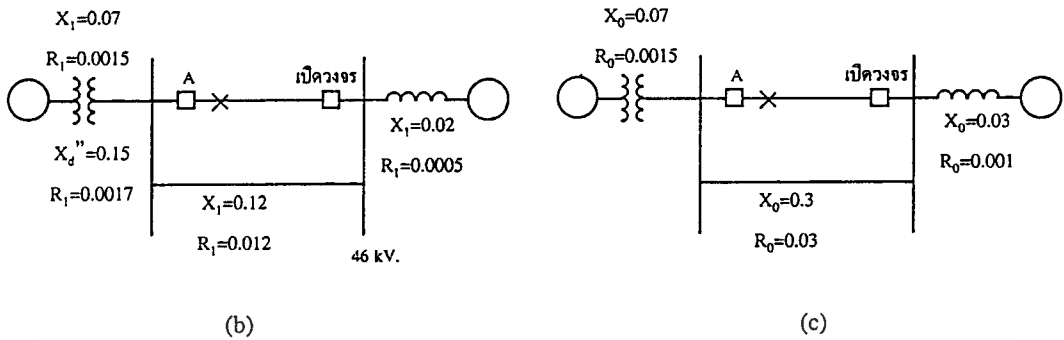 X₁=0.07
R₁=0.0015
A
เปิดวงจร
X₁=0.02
X_d''=0.15
R₁=0.0005
R₁=0.0017
X₁=0.12
R₁=0.012
46 kV.
(b)
X₀=0.07
R₀=0.0015
A
เปิดวงจร
X₀=0.03
R₀=0.001
X₀=0.3
R₀=0.03
(c)